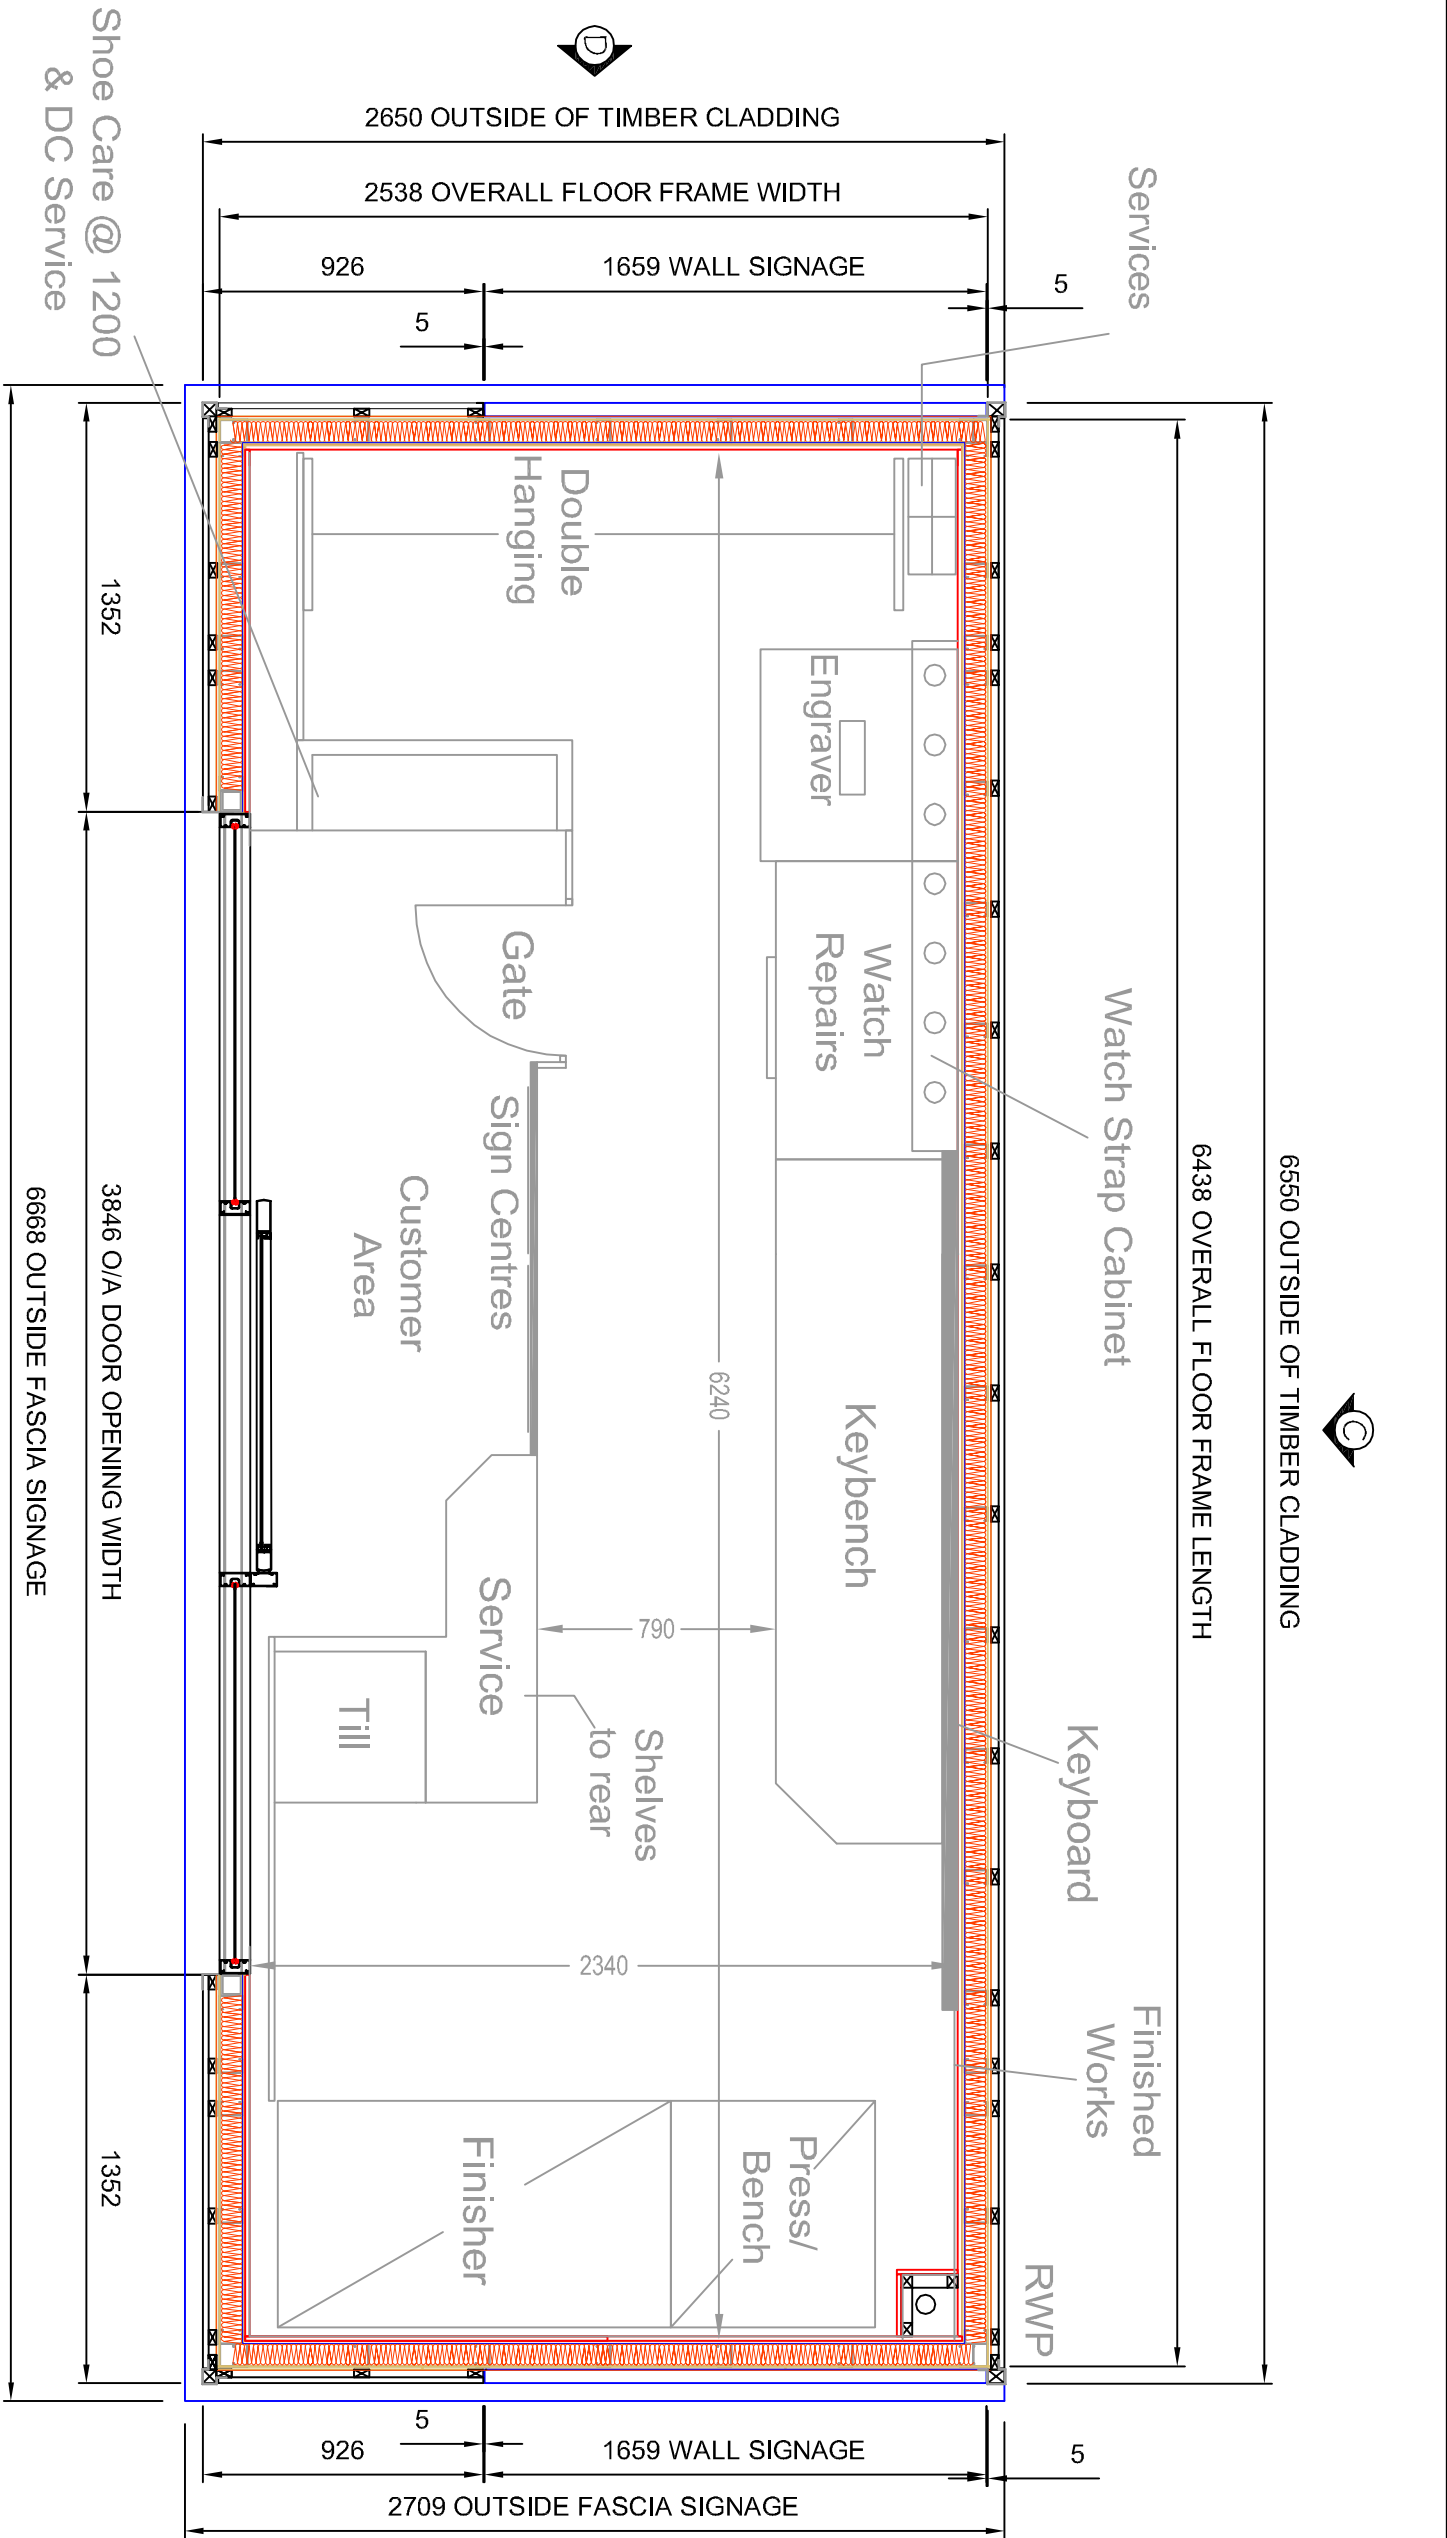 D
2650 OUTSIDE OF TIMBER CLADDING
2538 OVERALL FLOOR FRAME WIDTH
926
1659 WALL SIGNAGE
5
5
Services
Shoe Care @ 1200
& DC Service
C
6550 OUTSIDE OF TIMBER CLADDING
6438 OVERALL FLOOR FRAME LENGTH
Watch Strap Cabinet
Keyboard
Finished
Works
RWP
Double
Hanging
Engraver
Watch
Repairs
Keybench
Gate
Sign Centres
Customer
Area
6240
790
Service
Till
Shelves
to rear
2340
Press/
Bench
Finisher
1352
3846 O/A DOOR OPENING WIDTH
1352
6668 OUTSIDE FASCIA SIGNAGE
5
926
1659 WALL SIGNAGE
5
2709 OUTSIDE FASCIA SIGNAGE